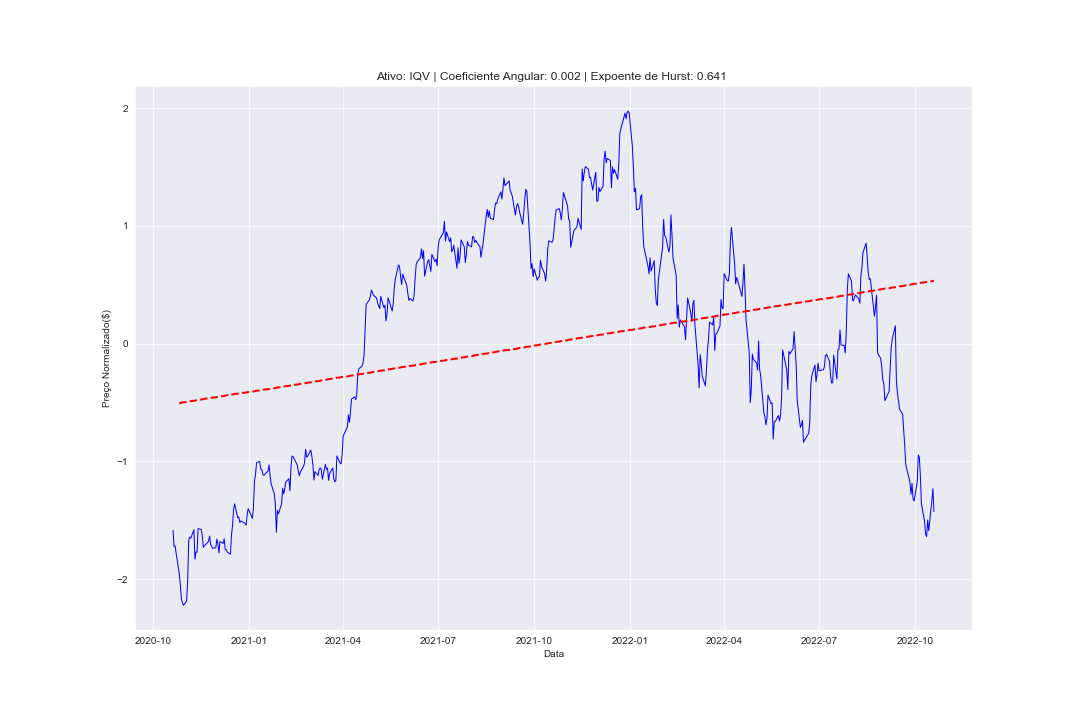 Ativo: IQV | Coeficiente Angular: 0.002 | Expoente de Hurst: 0.641
Preço Normalizado($)
2
1
0
−1
−2
2020-10 2021-01 2021-04 2021-07 2021-10 2022-01 2022-04 2022-07 2022-10
Data